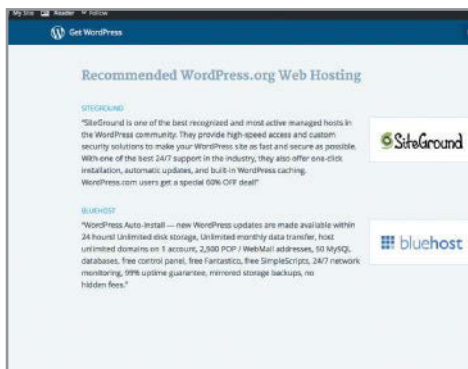 My Site Reader Follow
Get WordPress
Recommended WordPress.org Web Hosting
SITEGROUND
"SiteGround is one of the best recognized and most active managed hosts in
the WordPress community. They provide high-speed access and custom
security solutions to make your WordPress site as fast and secure as possible.
With one of the best 24/7 support in the industry, they also offer one-click
installation, automatic updates, and built-in WordPress caching.
WordPress.com users get a special 60% OFF deal!"
SiteGround
BLUEHOST
"WordPress Auto-Install — new WordPress updates are made available within
24 hours! Unlimited disk storage, Unlimited monthly data transfer, host
unlimited domains on 1 account, 2,500 POP / WebMail addresses, 50 MySQL
databases, free control panel, free Fantastico, free SimpleScripts, 24/7 network
monitoring, 99% uptime guarantee, mirrored storage backups, no
hidden fees."
bluehost